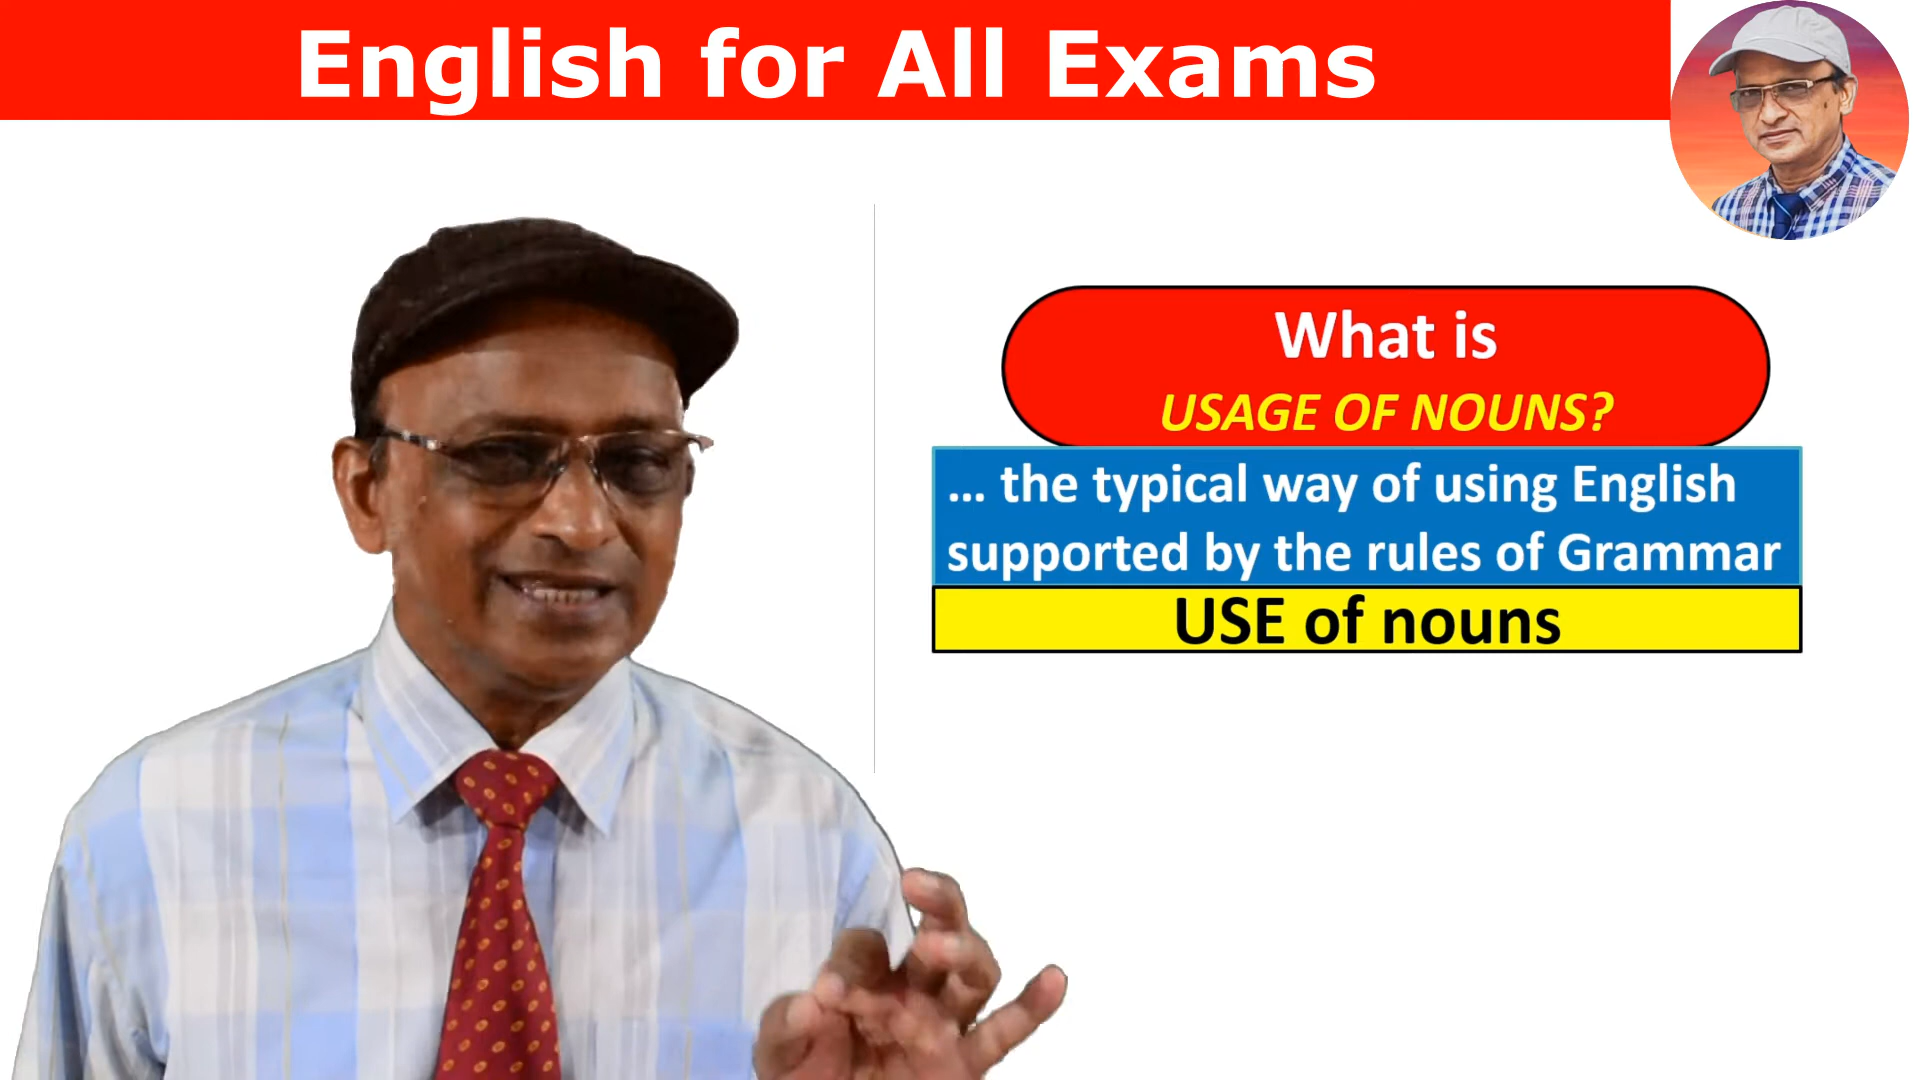 English for All Exams
What is
USAGE OF NOUNS?
... the typical way of using English
supported by the rules of Grammar
USE of nouns